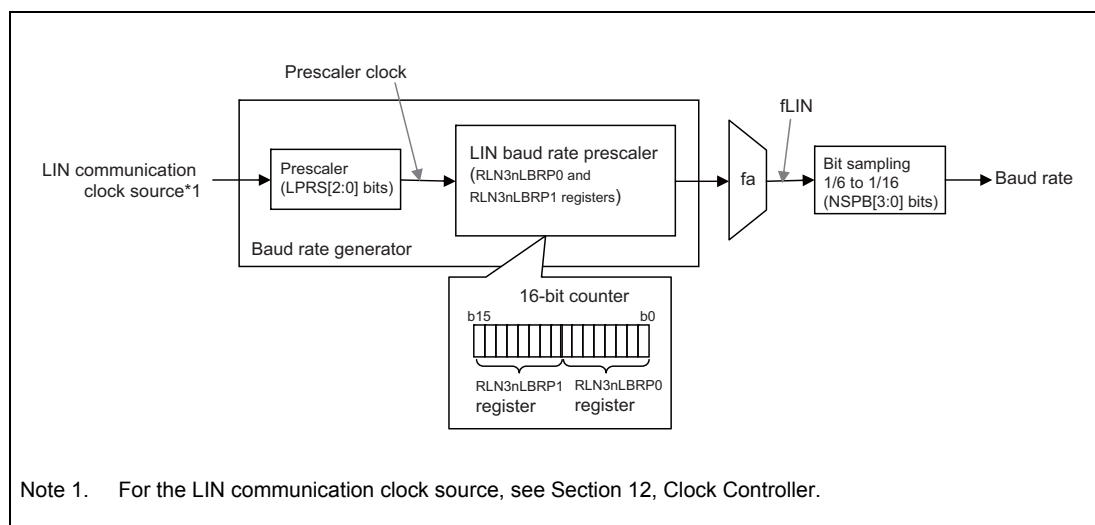 Prescaler clock
fLIN
LIN communication
clock source*1
Prescaler
(LPRS[2:0] bits)
LIN baud rate prescaler
(RLN3nLBRP0 and
RLN3nLBRP1 registers)
fa
Bit sampling
1/6 to 1/16
(NSPB[3:0] bits)
Baud rate
Baud rate generator
16-bit counter
b15
b0
RLN3nLBRP1
register
RLN3nLBRP0
register
Note 1. For the LIN communication clock source, see Section 12, Clock Controller.